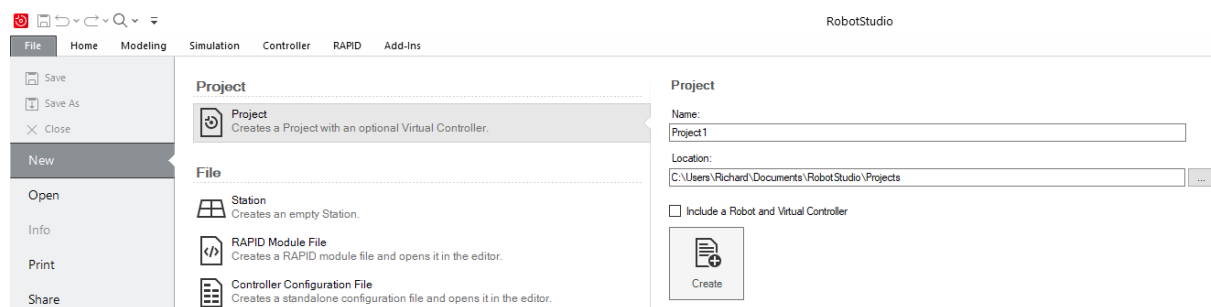 RobotStudio
File Home Modeling Simulation Controller RAPID Add-Ins
Save
Save As
Close
New
Open
Info
Print
Share
Project
Project
Creates a Project with an optional Virtual Controller.
File
Station
Creates an empty Station.
RAPID Module File
Creates a RAPID module file and opens it in the editor.
Controller Configuration File
Creates a standalone configuration file and opens it in the editor.
Project
Name:
Project1
Location:
C:\Users\Richard\Documents\RobotStudio\Projects
...
Include a Robot and Virtual Controller
Create